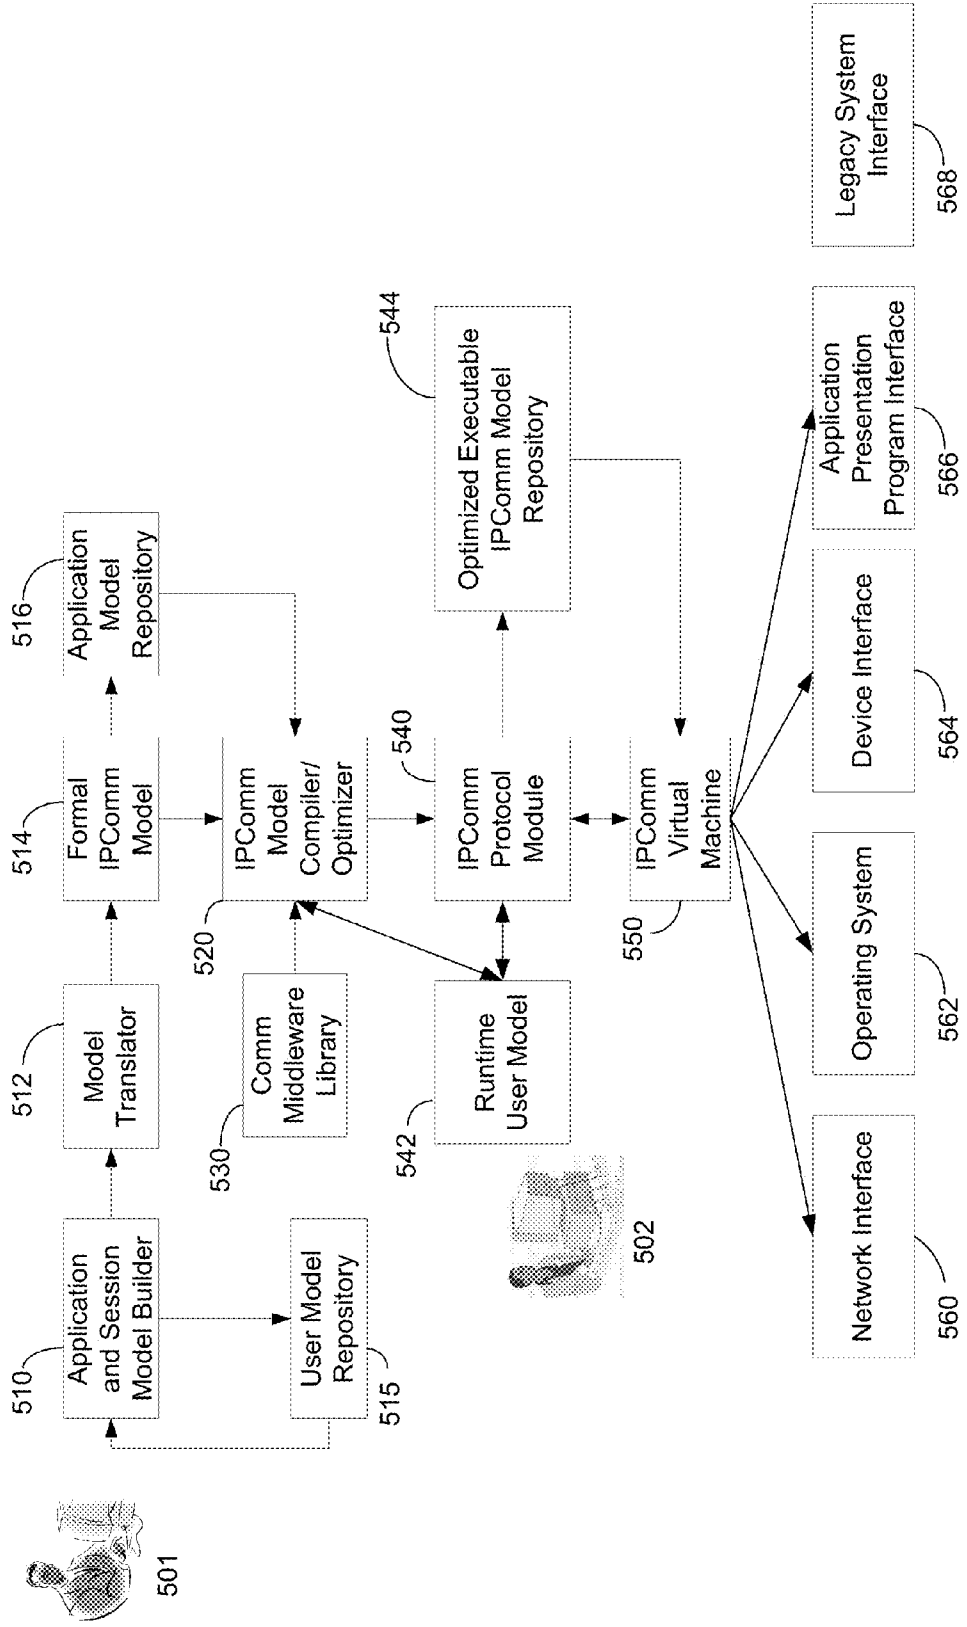 510
Application
and Session
Model Builder
512
Model
Translator
514
Formal
IPComm
Model
516
Application
Model
Repository
501
User Model
Repository
515
530
Comm
Middleware
Library
520
IPComm
Model
Compiler/
Optimizer
502
542
Runtime
User Model
540
IPComm
Protocol
Module
544
Optimized Executable
IPComm Model
Repository
550
IPComm
Virtual
Machine
Network Interface
560
Operating System
562
Device Interface
564
Application
Presentation
Program Interface
566
Legacy System
Interface
568